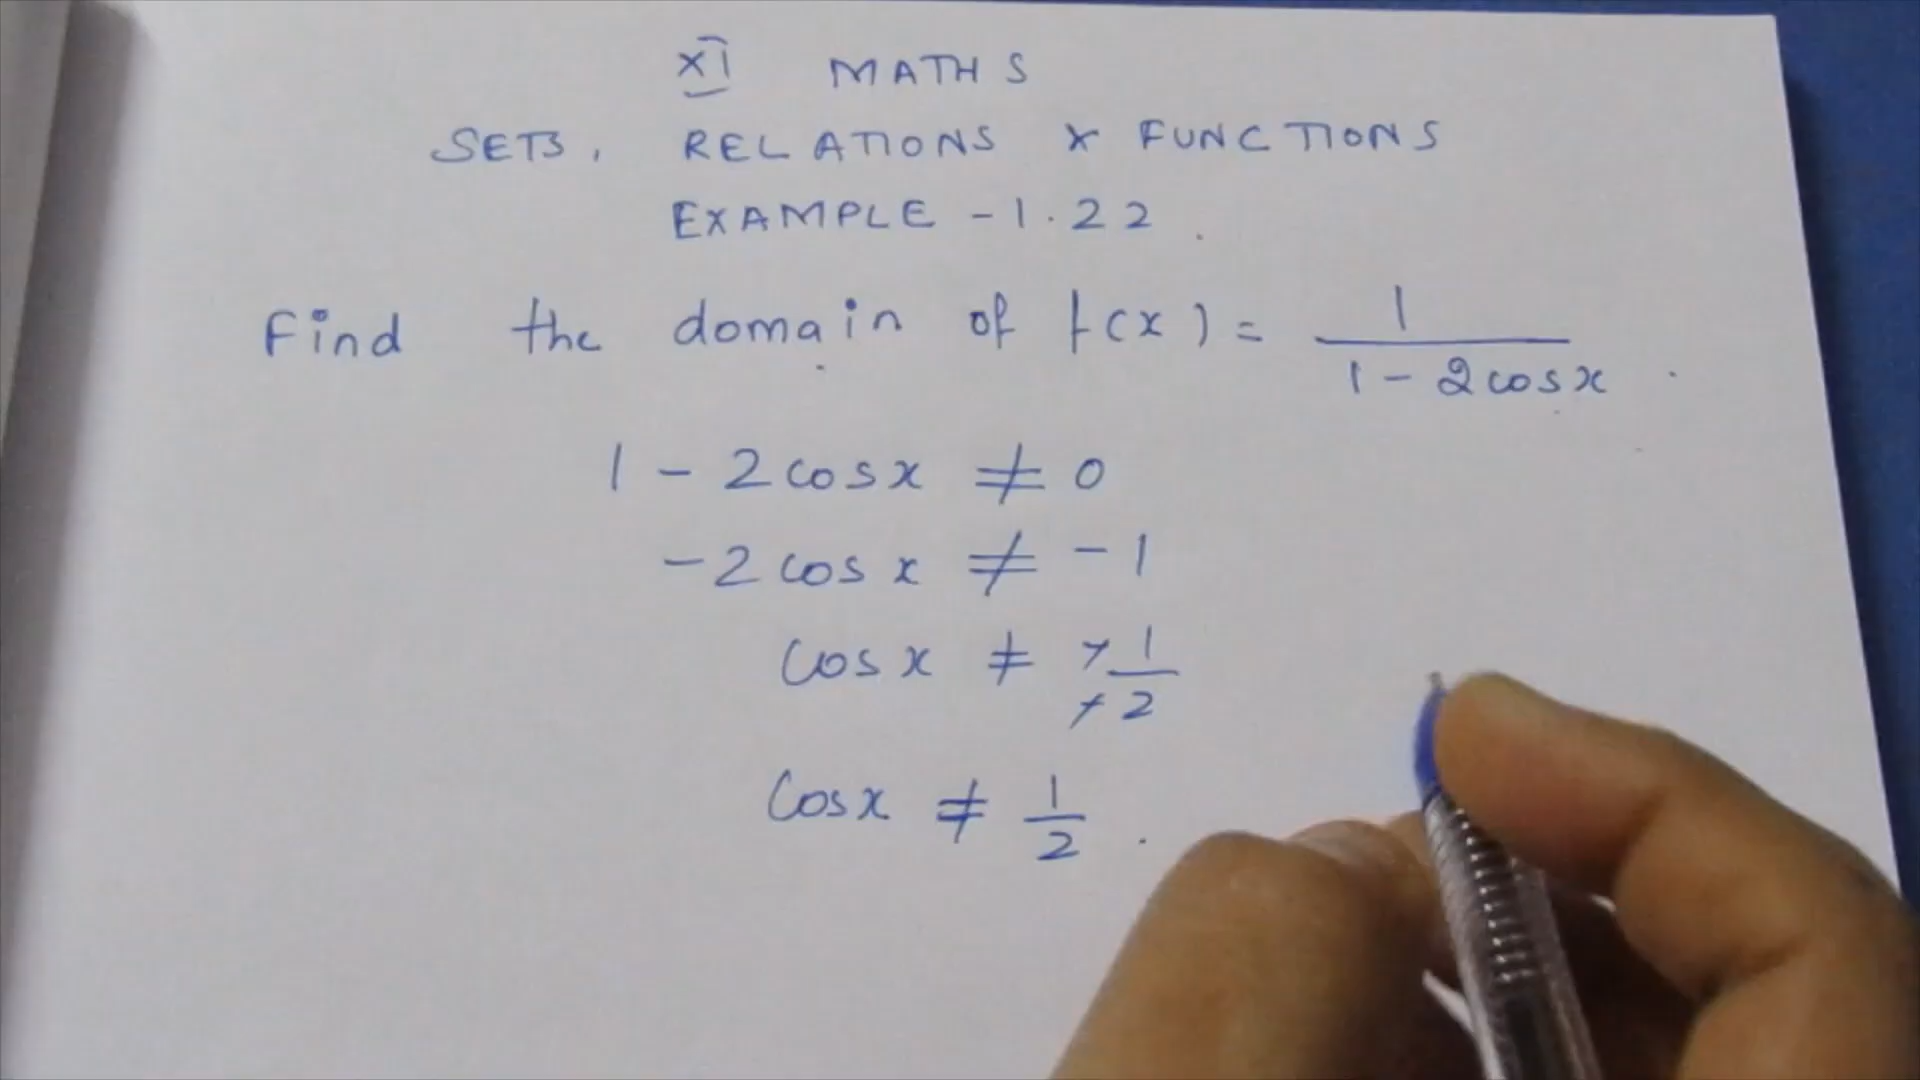 XI MATHS
SETS, RELATIONS & FUNCTIONS
EXAMPLE - 1.22.
Find the domain of f(x) = 1/(1 - 2cosx).
1 - 2cosx ≠ 0
-2cosx ≠ -1
cosx ≠ -1/-2
cosx ≠ 1/2.